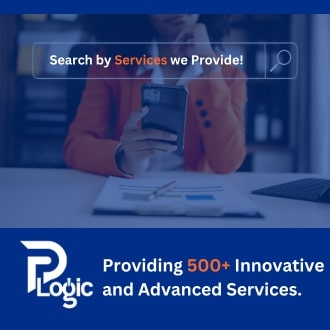 Search by Services we Provide!
P Logic
Providing 500+ Innovative
and Advanced Services.